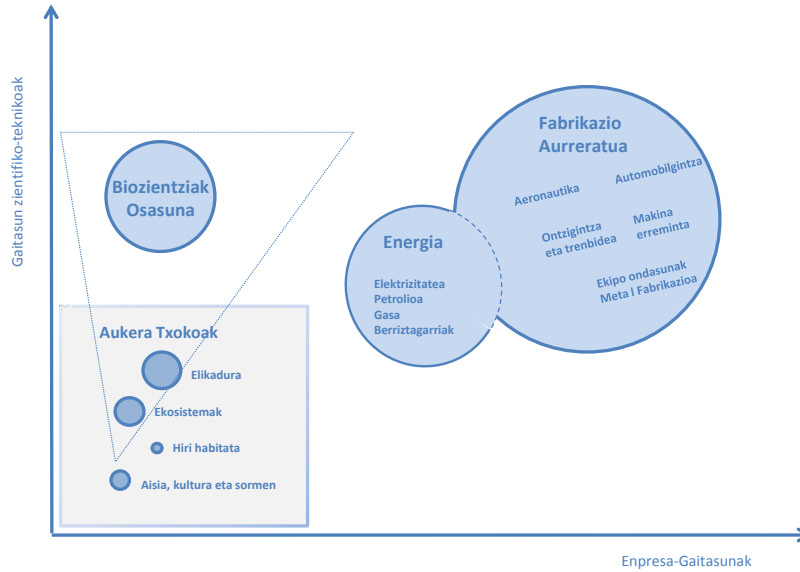 Gaitasun zientifiko-teknikoak
Biozientziak
Osasuna
Fabrikazio
Aurreratua
Aeronautika
Automobilgintza
Ontzigintza
eta trenbidea
Makina
erreminta
Ekipo ondasunak
Meta l Fabrikazioa
Energia
Elektrizitatea
Petrolioa
Gasa
Berriztagarriak
Aukera Txokoak
Elikadura
Ekosistemak
Hiri habitata
Aisia, kultura eta sormen
Enpresa-Gaitasunak